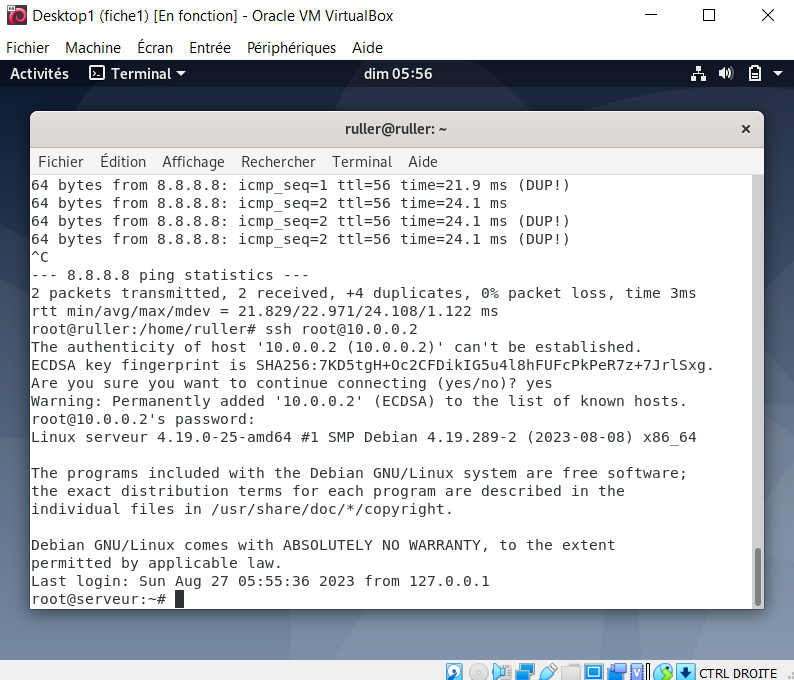 Desktop1 (fiche1) [En fonction] - Oracle VM VirtualBox
Fichier Machine Écran Entrée Périphériques Aide
Activités Terminal dim 05:56
ruller@ruller: ~
Fichier Édition Affichage Rechercher Terminal Aide
64 bytes from 8.8.8.8: icmp_seq=1 ttl=56 time=21.9 ms (DUP!)
64 bytes from 8.8.8.8: icmp_seq=2 ttl=56 time=24.1 ms
64 bytes from 8.8.8.8: icmp_seq=2 ttl=56 time=24.1 ms (DUP!)
64 bytes from 8.8.8.8: icmp_seq=2 ttl=56 time=24.1 ms (DUP!)
^C
--- 8.8.8.8 ping statistics ---
2 packets transmitted, 2 received, +4 duplicates, 0% packet loss, time 3ms
rtt min/avg/max/mdev = 21.829/22.971/24.108/1.122 ms
root@ruller:/home/ruller# ssh root@10.0.0.2
The authenticity of host '10.0.0.2 (10.0.0.2)' can't be established.
ECDSA key fingerprint is SHA256:7KD5tgH+Oc2CFDikIG5u4l8hFUFcPkPeR7z+7JrlSxg.
Are you sure you want to continue connecting (yes/no)? yes
Warning: Permanently added '10.0.0.2' (ECDSA) to the list of known hosts.
root@10.0.0.2's password:
Linux serveur 4.19.0-25-amd64 #1 SMP Debian 4.19.289-2 (2023-08-08) x86_64
The programs included with the Debian GNU/Linux system are free software;
the exact distribution terms for each program are described in the
individual files in /usr/share/doc/*/copyright.
Debian GNU/Linux comes with ABSOLUTELY NO WARRANTY, to the extent
permitted by applicable law.
Last login: Sun Aug 27 05:55:36 2023 from 127.0.0.1
root@serveur:~#
CTRL DROITE